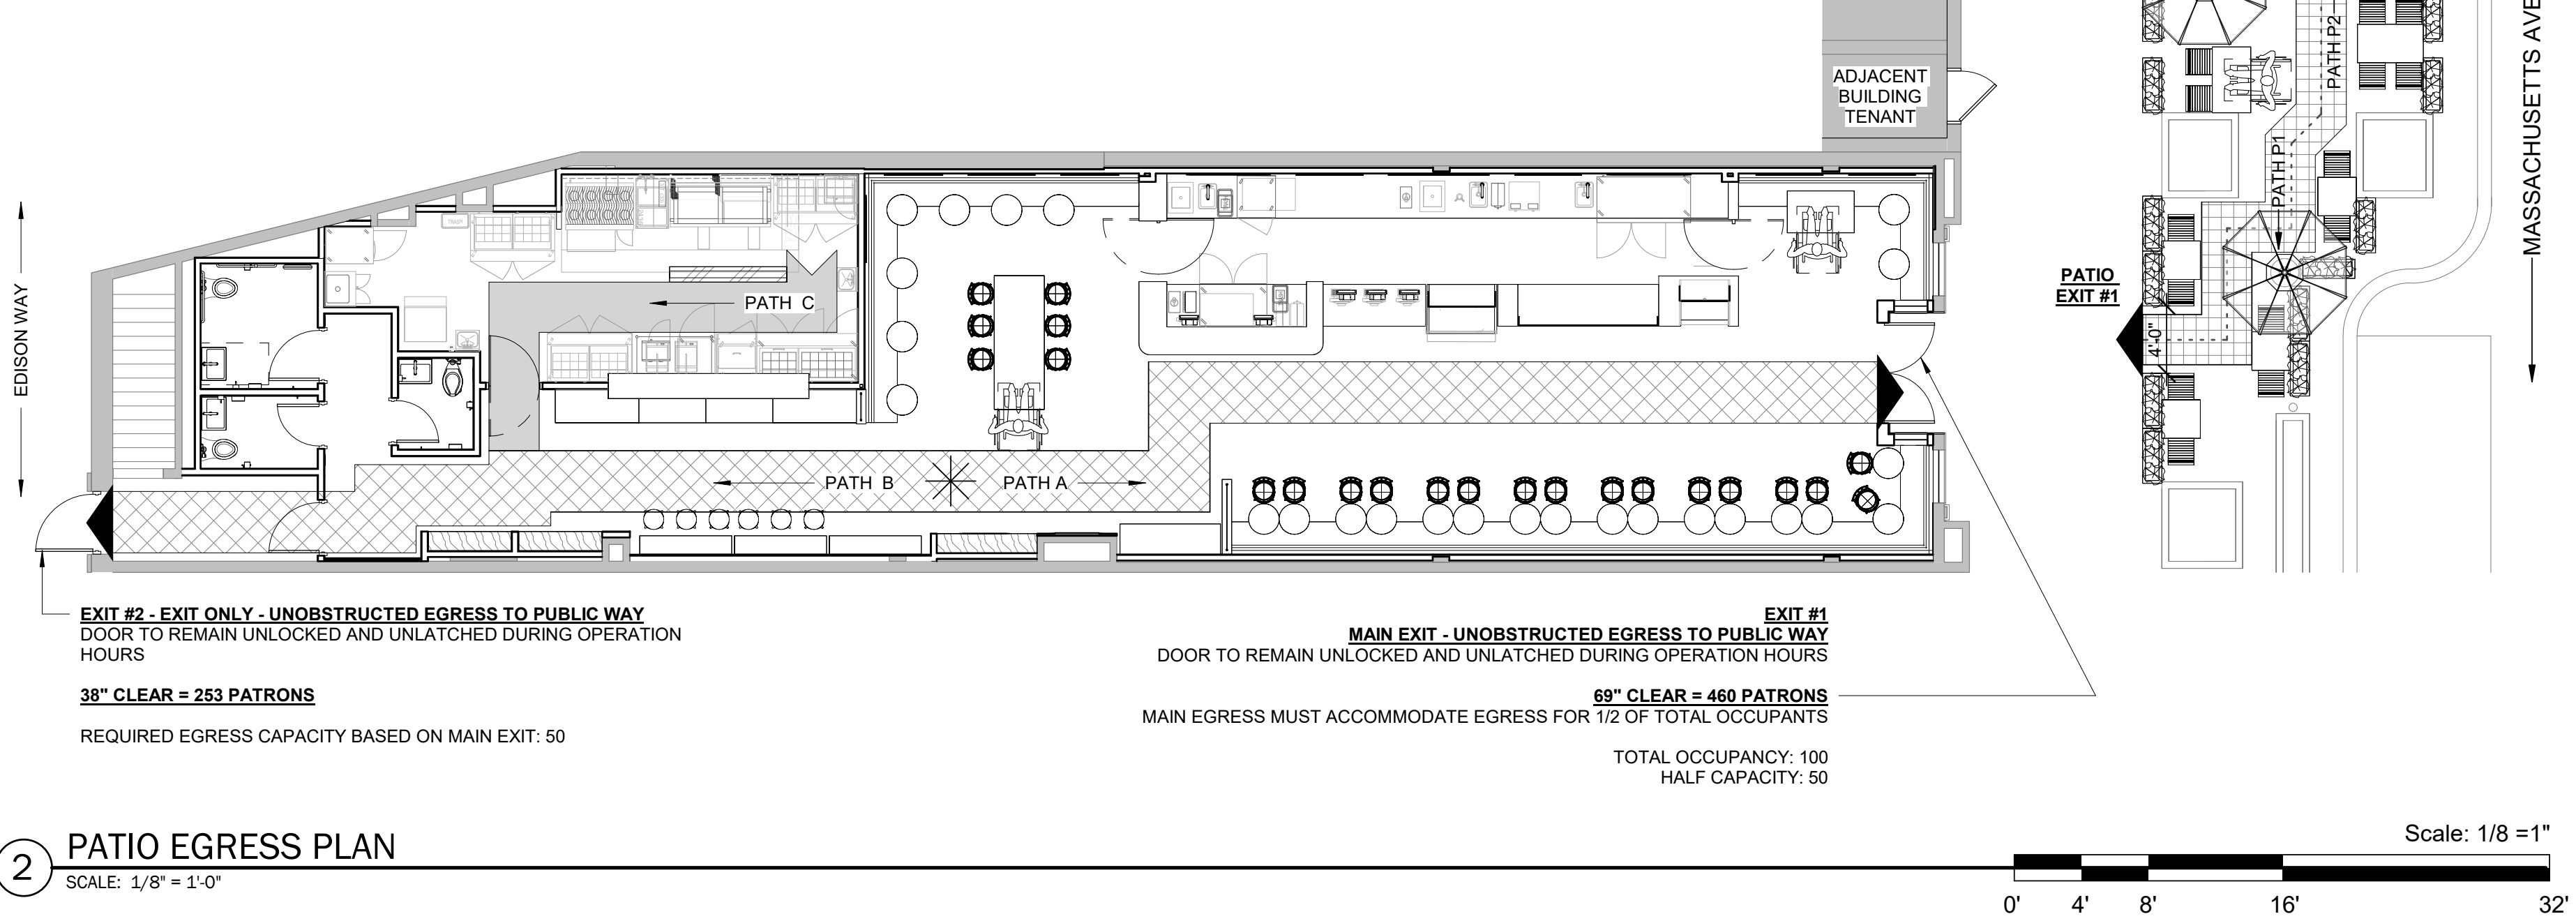 ADJACENT
BUILDING
TENANT
PATH P2
MASSACHUSETTS AVE
PATH P1
PATIO
EXIT #1
4'-0"
EDISON WAY
PATH C
PATH B
PATH A
EXIT #2 - EXIT ONLY - UNOBSTRUCTED EGRESS TO PUBLIC WAY
DOOR TO REMAIN UNLOCKED AND UNLATCHED DURING OPERATION
HOURS
38" CLEAR = 253 PATRONS
REQUIRED EGRESS CAPACITY BASED ON MAIN EXIT: 50
EXIT #1
MAIN EXIT - UNOBSTRUCTED EGRESS TO PUBLIC WAY
DOOR TO REMAIN UNLOCKED AND UNLATCHED DURING OPERATION HOURS
69" CLEAR = 460 PATRONS
MAIN EGRESS MUST ACCOMMODATE EGRESS FOR 1/2 OF TOTAL OCCUPANTS
TOTAL OCCUPANCY: 100
HALF CAPACITY: 50
2
PATIO EGRESS PLAN
SCALE: 1/8" = 1'-0"
Scale: 1/8 =1"
0' 4' 8' 16' 32'